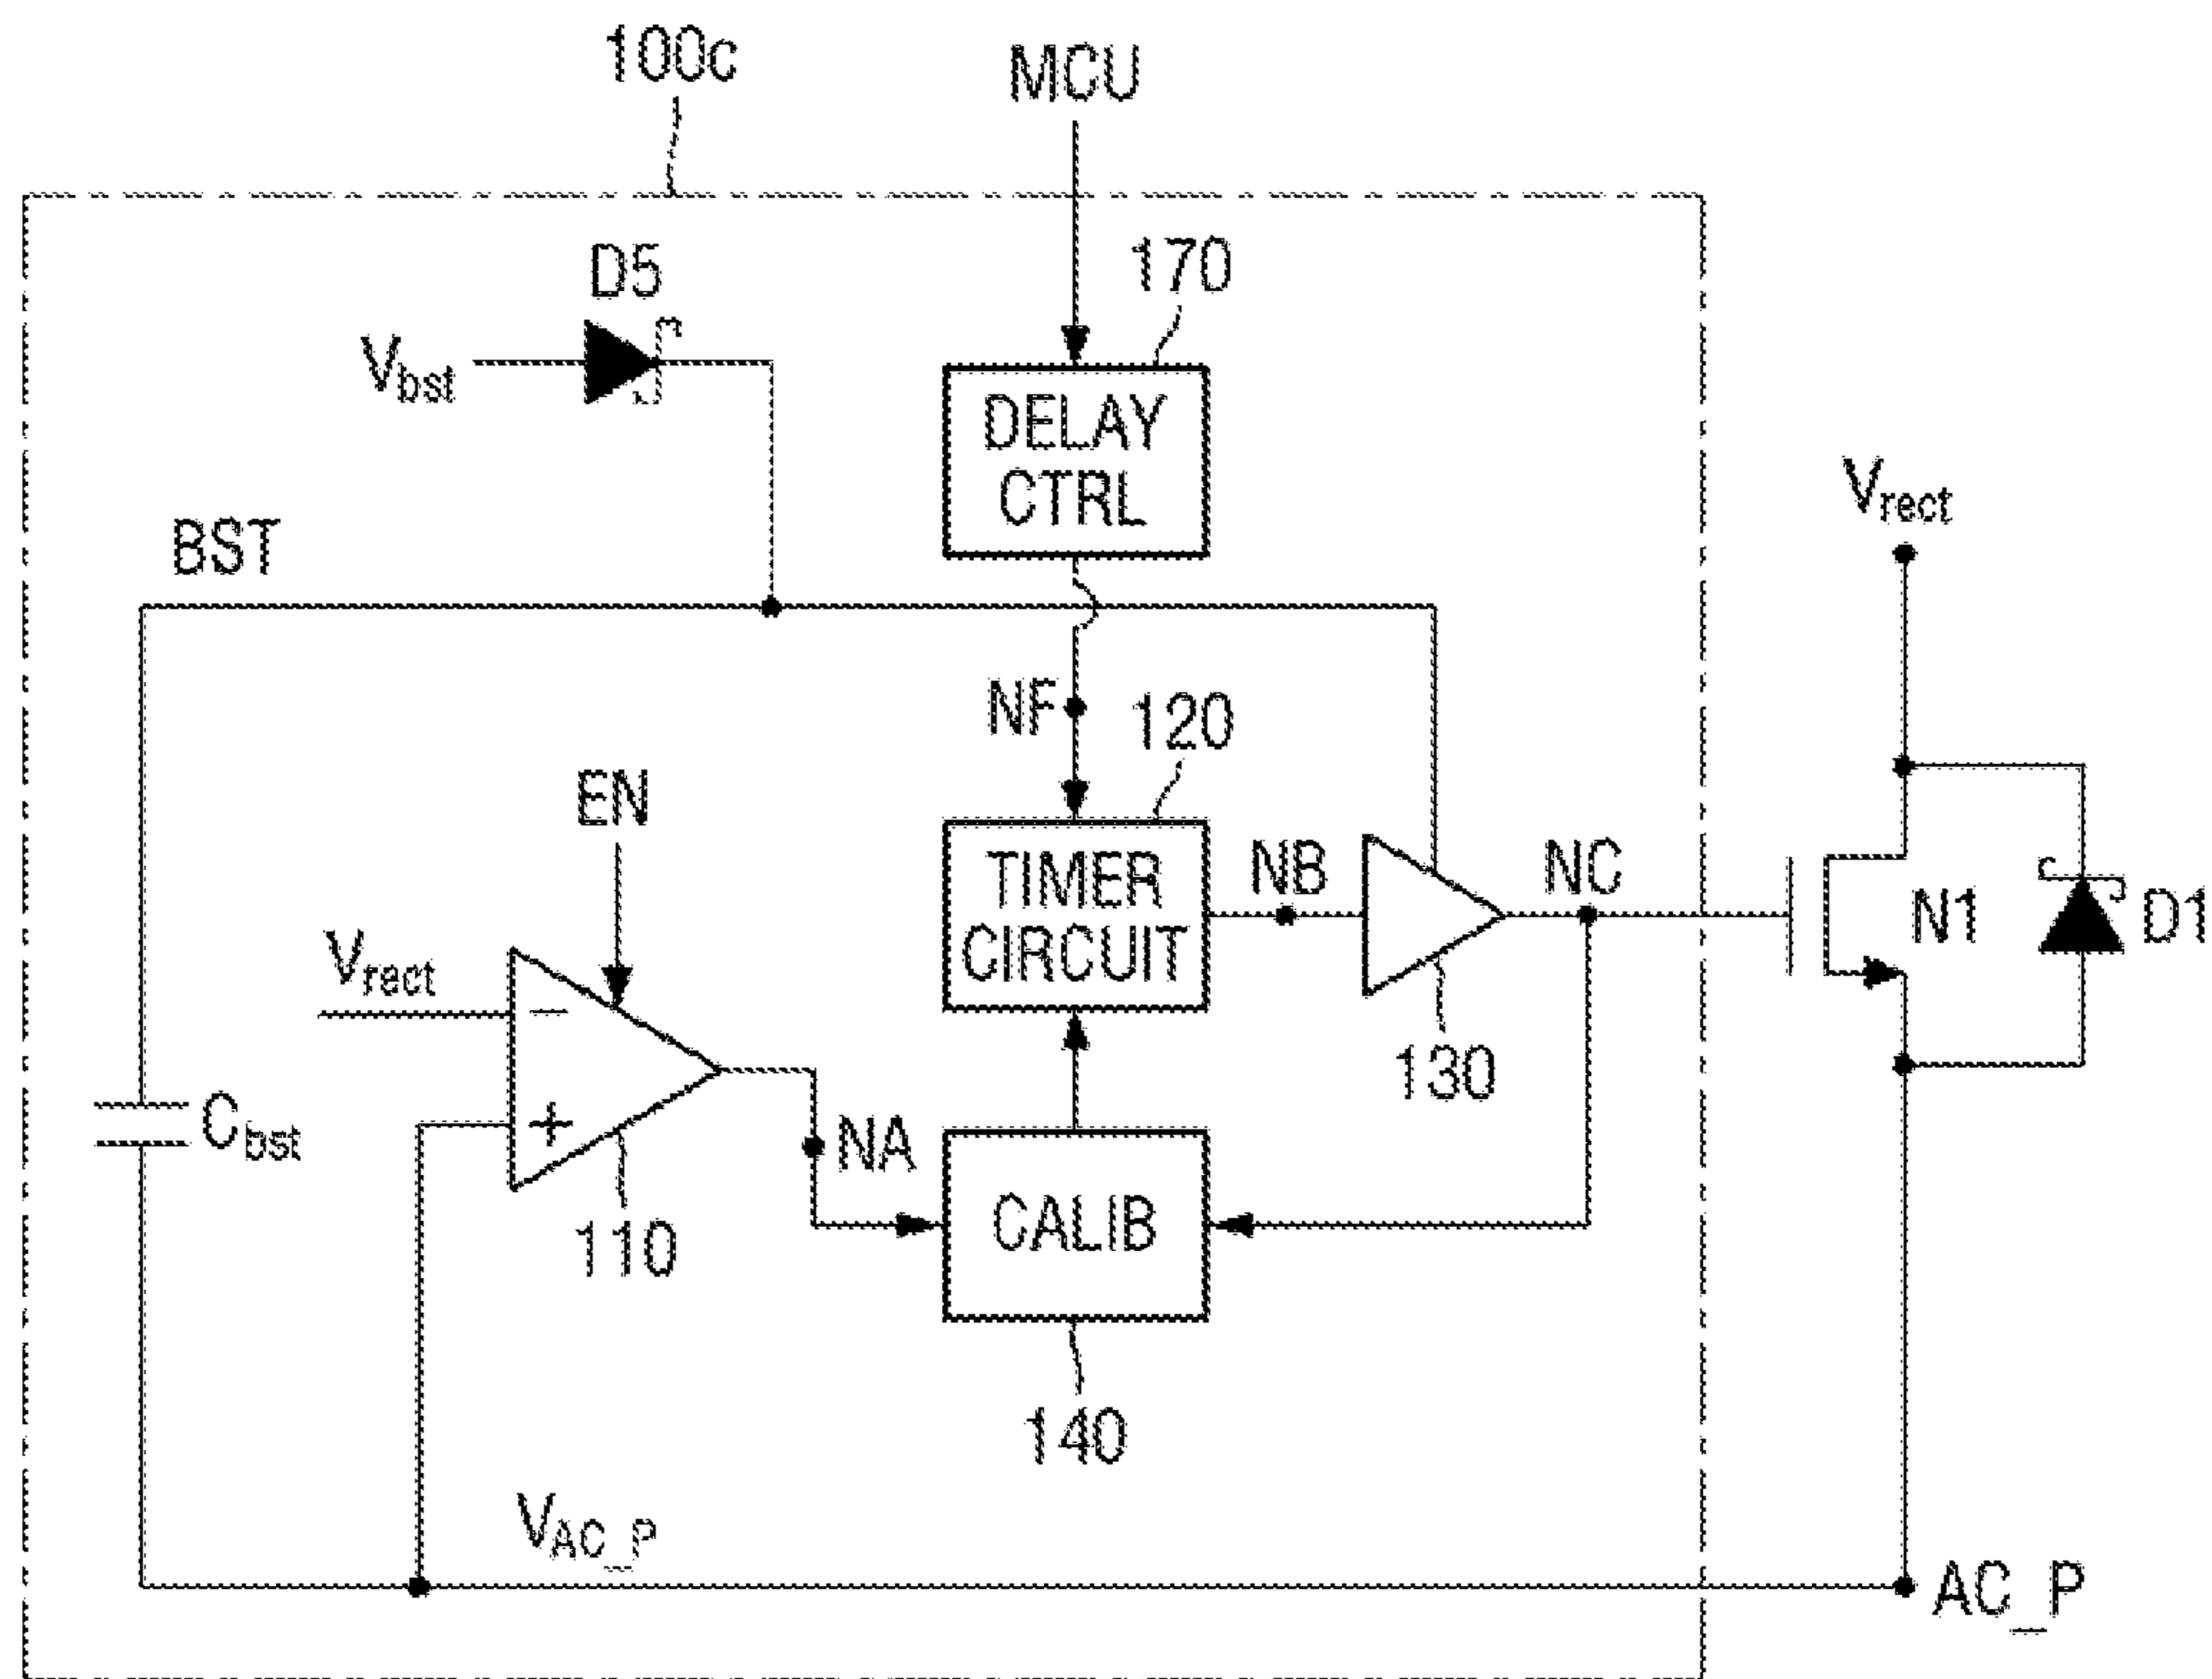 100c
MCU
D5
170
Vbst
DELAY
CTRL
Vrect
BST
NF
120
EN
TIMER
CIRCUIT
NB
NC
N1
D1
Vrect
−
+
130
Cbst
NA
CALIB
110
140
VAC_P
AC_P